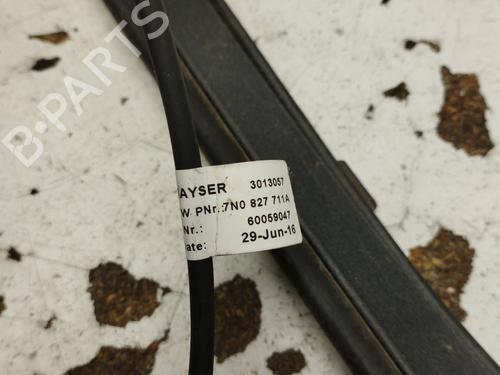 B-PARTS
AYSER 3013057
W PNr.:7N0 827 711A
Nr.: 60059047
ate: 29-Jun-16